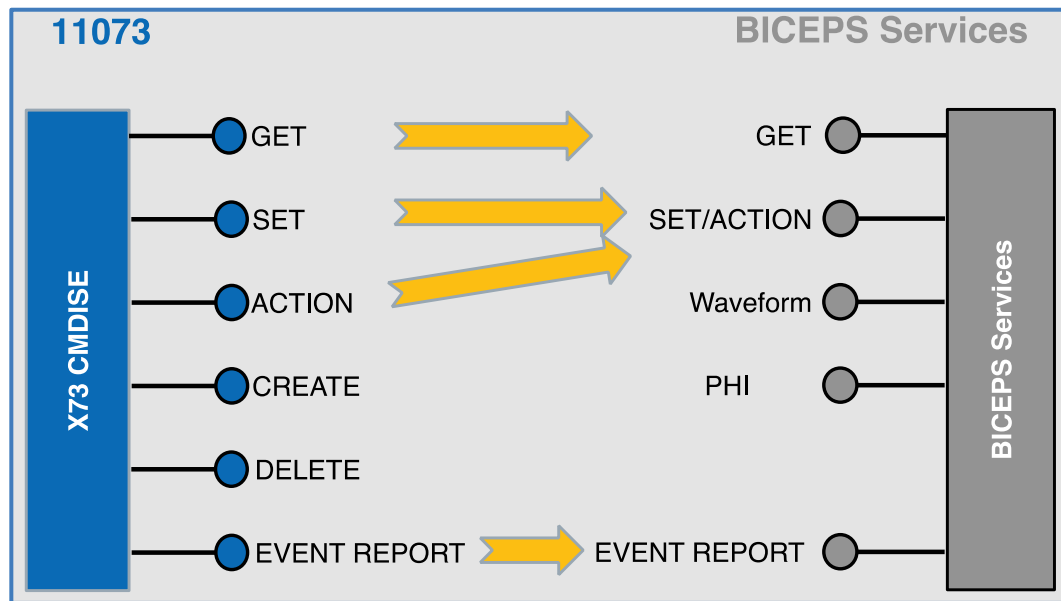 11073
BICEPS Services
X73 CMDISE
GET
GET
SET
SET/ACTION
ACTION
Waveform
CREATE
PHI
DELETE
EVENT REPORT
EVENT REPORT
BICEPS Services